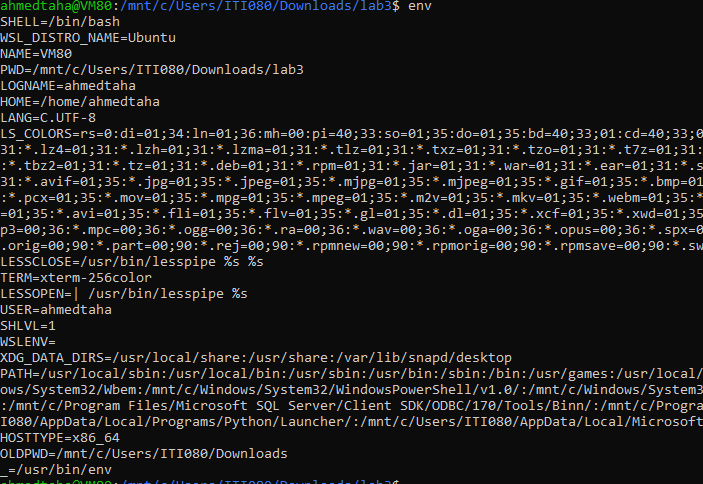 ahmedtaha@VM80:/mnt/c/Users/ITI080/Downloads/lab3$ env
SHELL=/bin/bash
WSL_DISTRO_NAME=Ubuntu
NAME=VM80
PWD=/mnt/c/Users/ITI080/Downloads/lab3
LOGNAME=ahmedtaha
HOME=/home/ahmedtaha
LANG=C.UTF-8
LS_COLORS=rs=0:di=01;34:ln=01;36:mh=00:pi=40;33:so=01;35:do=01;35:bd=40;33;01:cd=40;33;0
31:*.lz4=01;31:*.lzh=01;31:*.lzma=01;31:*.tlz=01;31:*.txz=01;31:*.tzo=01;31:*.t7z=01;31:
:*.tbz2=01;31:*.tz=01;31:*.deb=01;31:*.rpm=01;31:*.jar=01;31:*.war=01;31:*.ear=01;31:*.s
31:*.avif=01;35:*.jpg=01;35:*.jpeg=01;35:*.mjpg=01;35:*.mjpeg=01;35:*.gif=01;35:*.bmp=01
:*.pcx=01;35:*.mov=01;35:*.mpg=01;35:*.mpeg=01;35:*.m2v=01;35:*.mkv=01;35:*.webm=01;35:*
=01;35:*.avi=01;35:*.fli=01;35:*.flv=01;35:*.gl=01;35:*.dl=01;35:*.xcf=01;35:*.xwd=01;35
p3=00;36:*.mpc=00;36:*.ogg=00;36:*.ra=00;36:*.wav=00;36:*.oga=00;36:*.opus=00;36:*.spx=0
.orig=00;90:*.part=00;90:*.rej=00;90:*.rpmnew=00;90:*.rpmorig=00;90:*.rpmsave=00;90:*.sw
LESSCLOSE=/usr/bin/lesspipe %s %s
TERM=xterm-256color
LESSOPEN=| /usr/bin/lesspipe %s
USER=ahmedtaha
SHLVL=1
WSLENV=
XDG_DATA_DIRS=/usr/local/share:/usr/share:/var/lib/snapd/desktop
PATH=/usr/local/sbin:/usr/local/bin:/usr/sbin:/usr/bin:/sbin:/bin:/usr/games:/usr/local/
ows/System32/Wbem:/mnt/c/Windows/System32/WindowsPowerShell/v1.0/:/mnt/c/Windows/System3
:/mnt/c/Program Files/Microsoft SQL Server/Client SDK/ODBC/170/Tools/Binn/:/mnt/c/Progra
I080/AppData/Local/Programs/Python/Launcher/:/mnt/c/Users/ITI080/AppData/Local/Microsoft
HOSTTYPE=x86_64
OLDPWD=/mnt/c/Users/ITI080/Downloads
_=/usr/bin/env
ahmedtaha@VM80:/mnt/c/Users/ITI080/Downloads/lab3$